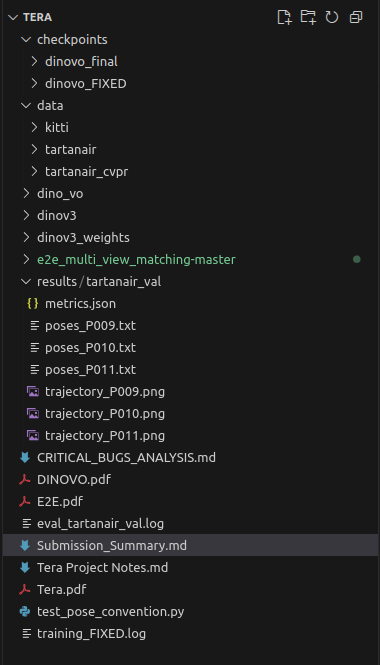 TERA
checkpoints
dinovo_final
dinovo_FIXED
data
kitti
tartanair
tartanair_cvpr
dino_vo
dinov3
dinov3_weights
e2e_multi_view_matching-master
results / tartanair_val
metrics.json
poses_P009.txt
poses_P010.txt
poses_P011.txt
trajectory_P009.png
trajectory_P010.png
trajectory_P011.png
CRITICAL_BUGS_ANALYSIS.md
DINOVO.pdf
E2E.pdf
eval_tartanair_val.log
Submission_Summary.md
Tera Project Notes.md
Tera.pdf
test_pose_convention.py
training_FIXED.log